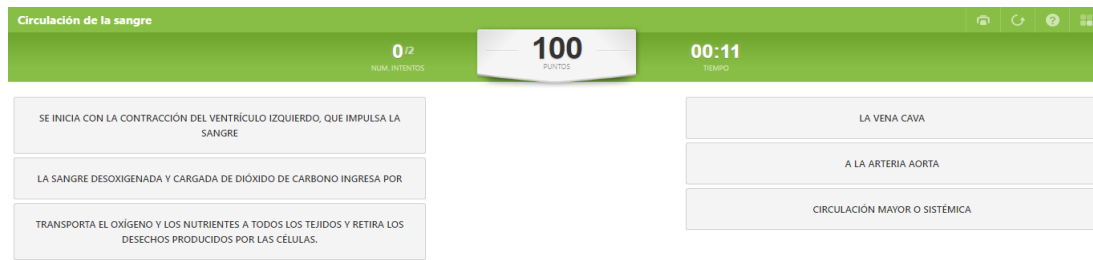 Circulación de la sangre
0/2
NUM. INTENTOS
100
PUNTOS
00:11
TIEMPO
SE INICIA CON LA CONTRACCIÓN DEL VENTRÍCULO IZQUIERDO, QUE IMPULSA LA
SANGRE
LA SANGRE DESOXIGENADA Y CARGADA DE DIÓXIDO DE CARBONO INGRESA POR
TRANSPORTA EL OXÍGENO Y LOS NUTRIENTES A TODOS LOS TEJIDOS Y RETIRA LOS
DESECHOS PRODUCIDOS POR LAS CÉLULAS.
LA VENA CAVA
A LA ARTERIA AORTA
CIRCULACIÓN MAYOR O SISTÉMICA